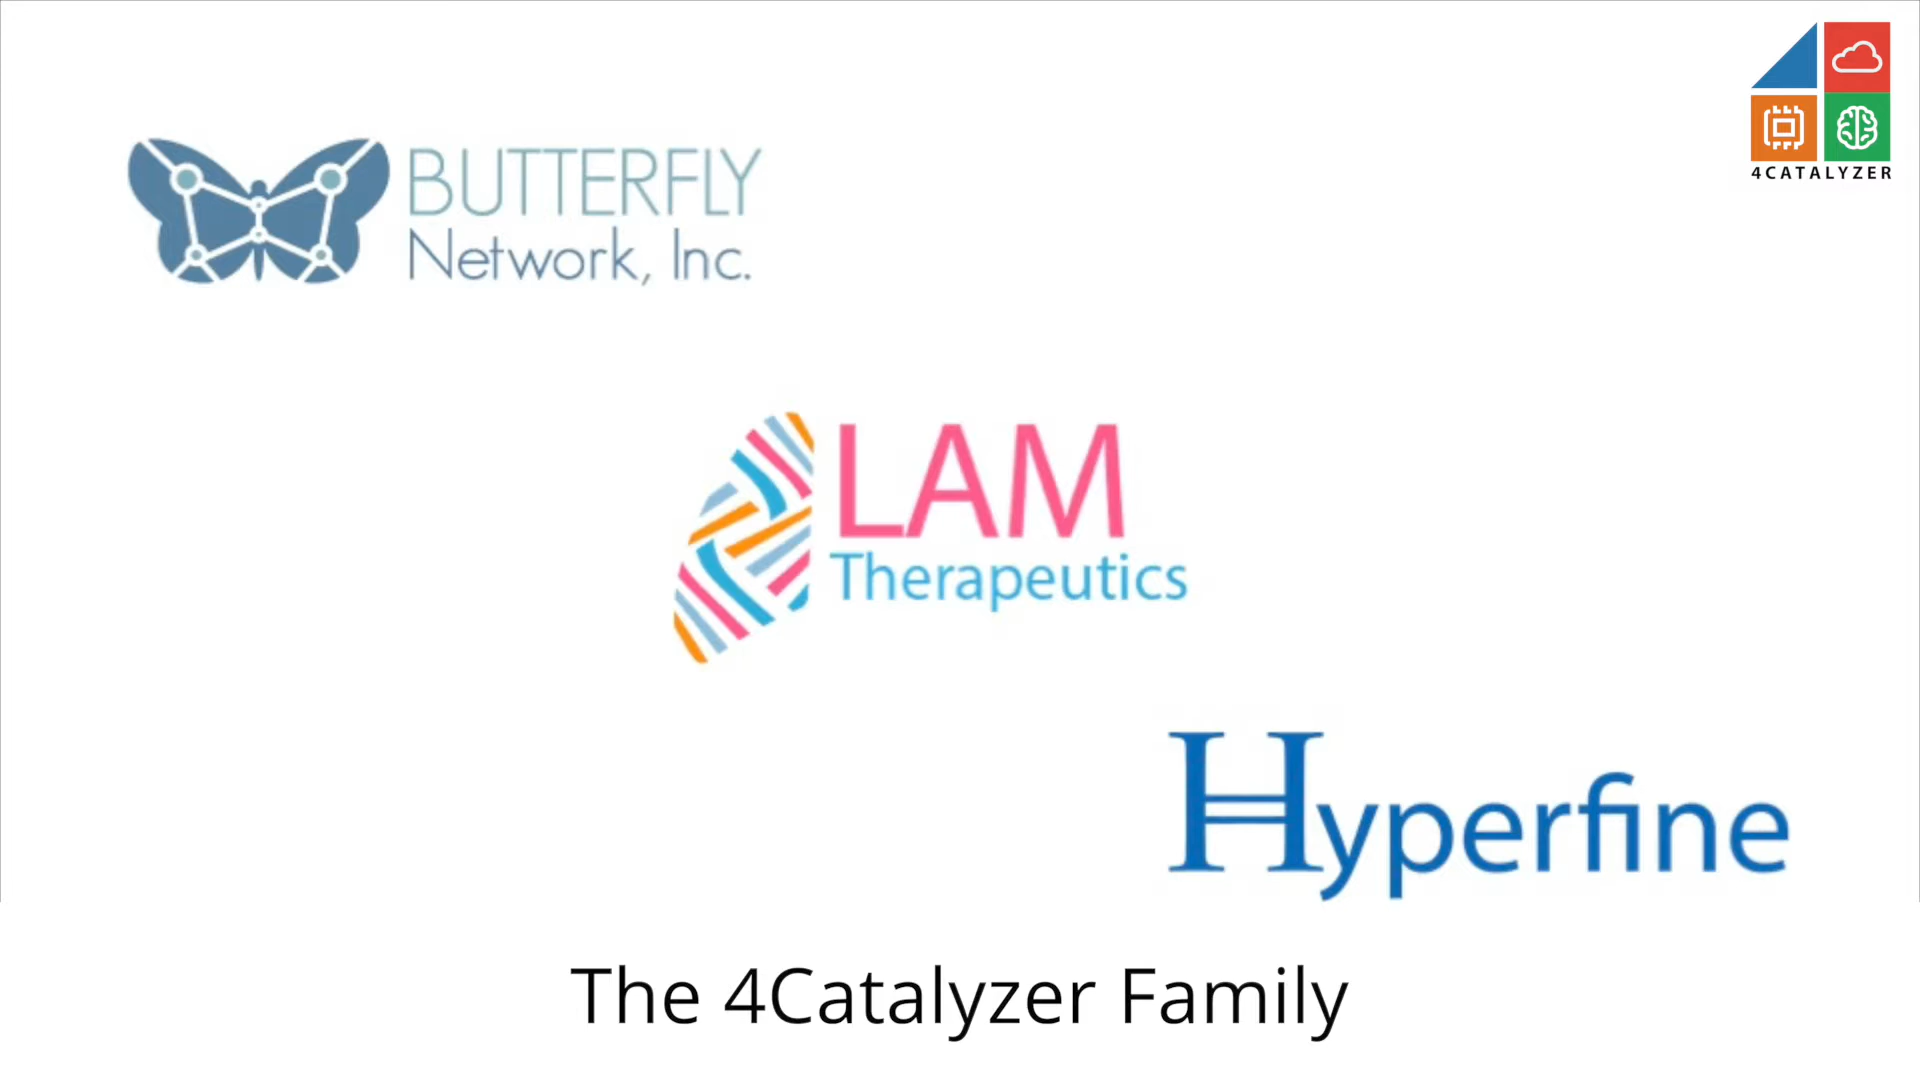 4CATALYZER
BUTTERFLY
Network, Inc.
LAM
Therapeutics
Hyperfine
The 4Catalyzer Family